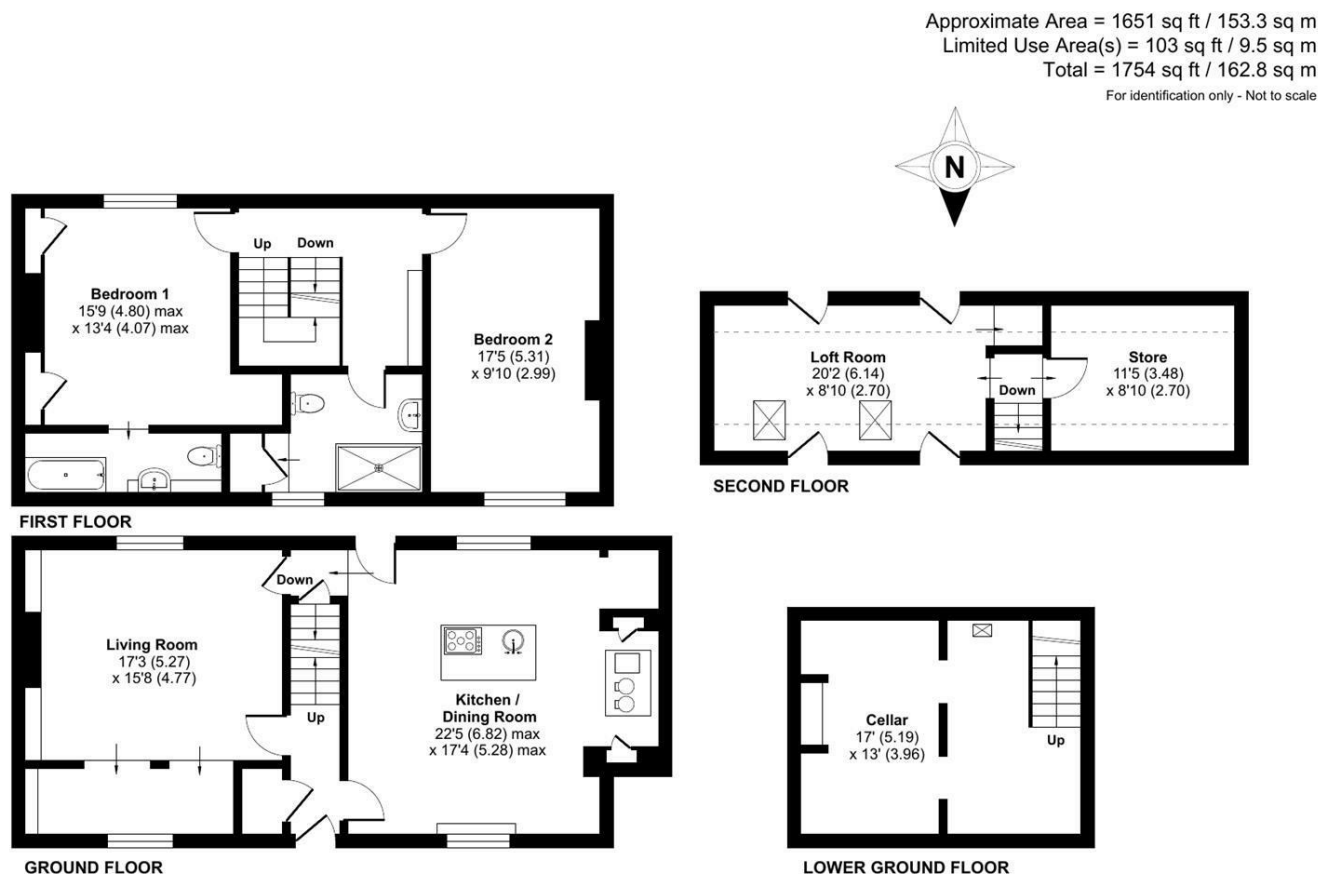 Approximate Area = 1651 sq ft / 153.3 sq m
Limited Use Area(s) = 103 sq ft / 9.5 sq m
Total = 1754 sq ft / 162.8 sq m
For identification only - Not to scale
N
Up
Down
Bedroom 1
15'9 (4.80) max
x 13'4 (4.07) max
Bedroom 2
17'5 (5.31)
x 9'10 (2.99)
FIRST FLOOR
Loft Room
20'2 (6.14)
x 8'10 (2.70)
Down
Store
11'5 (3.48)
x 8'10 (2.70)
SECOND FLOOR
Down
Living Room
17'3 (5.27)
x 15'8 (4.77)
Up
Kitchen /
Dining Room
22'5 (6.82) max
x 17'4 (5.28) max
GROUND FLOOR
Cellar
17' (5.19)
x 13' (3.96)
Up
LOWER GROUND FLOOR